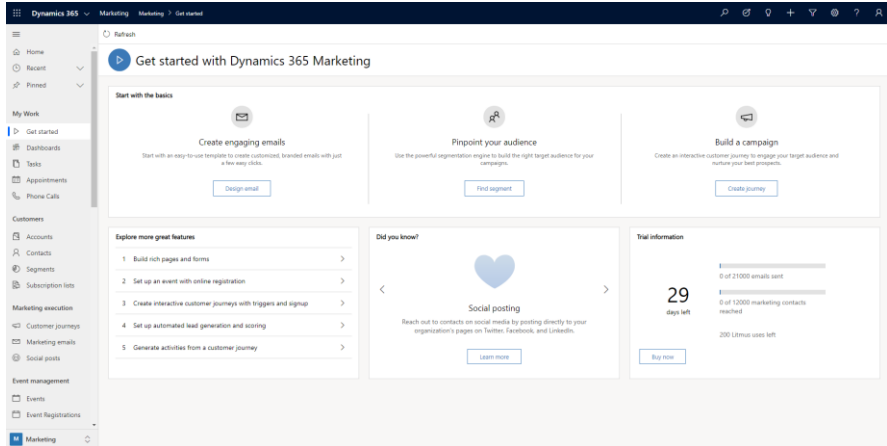 Dynamics 365 Marketing Marketing > Get started
Refresh
Home
Recent
Pinned
My Work
Get started
Dashboards
Tasks
Appointments
Phone Calls
Customers
Accounts
Contacts
Segments
Subscription lists
Marketing execution
Customer journeys
Marketing emails
Social posts
Event management
Events
Event Registrations
M Marketing
Get started with Dynamics 365 Marketing
Start with the basics
Create engaging emails
Start with an easy-to-use template to create customized, branded emails with just
a few easy clicks.
Design email
Pinpoint your audience
Use the powerful segmentation engine to build the right target audience for your
campaigns.
Find segment
Build a campaign
Create an interactive customer journey to engage your target audience and
nurture your best prospects.
Create journey
Explore more great features
1 Build rich pages and forms
2 Set up an event with online registration
3 Create interactive customer journeys with triggers and signup
4 Set up automated lead generation and scoring
5 Generate activities from a customer journey
Did you know?
Social posting
Reach out to contacts on social media by posting directly to your
organization's pages on Twitter, Facebook, and LinkedIn.
Learn more
Trial information
29
days left
0 of 21000 emails sent
0 of 12000 marketing contacts
reached
200 Litmus uses left
Buy now